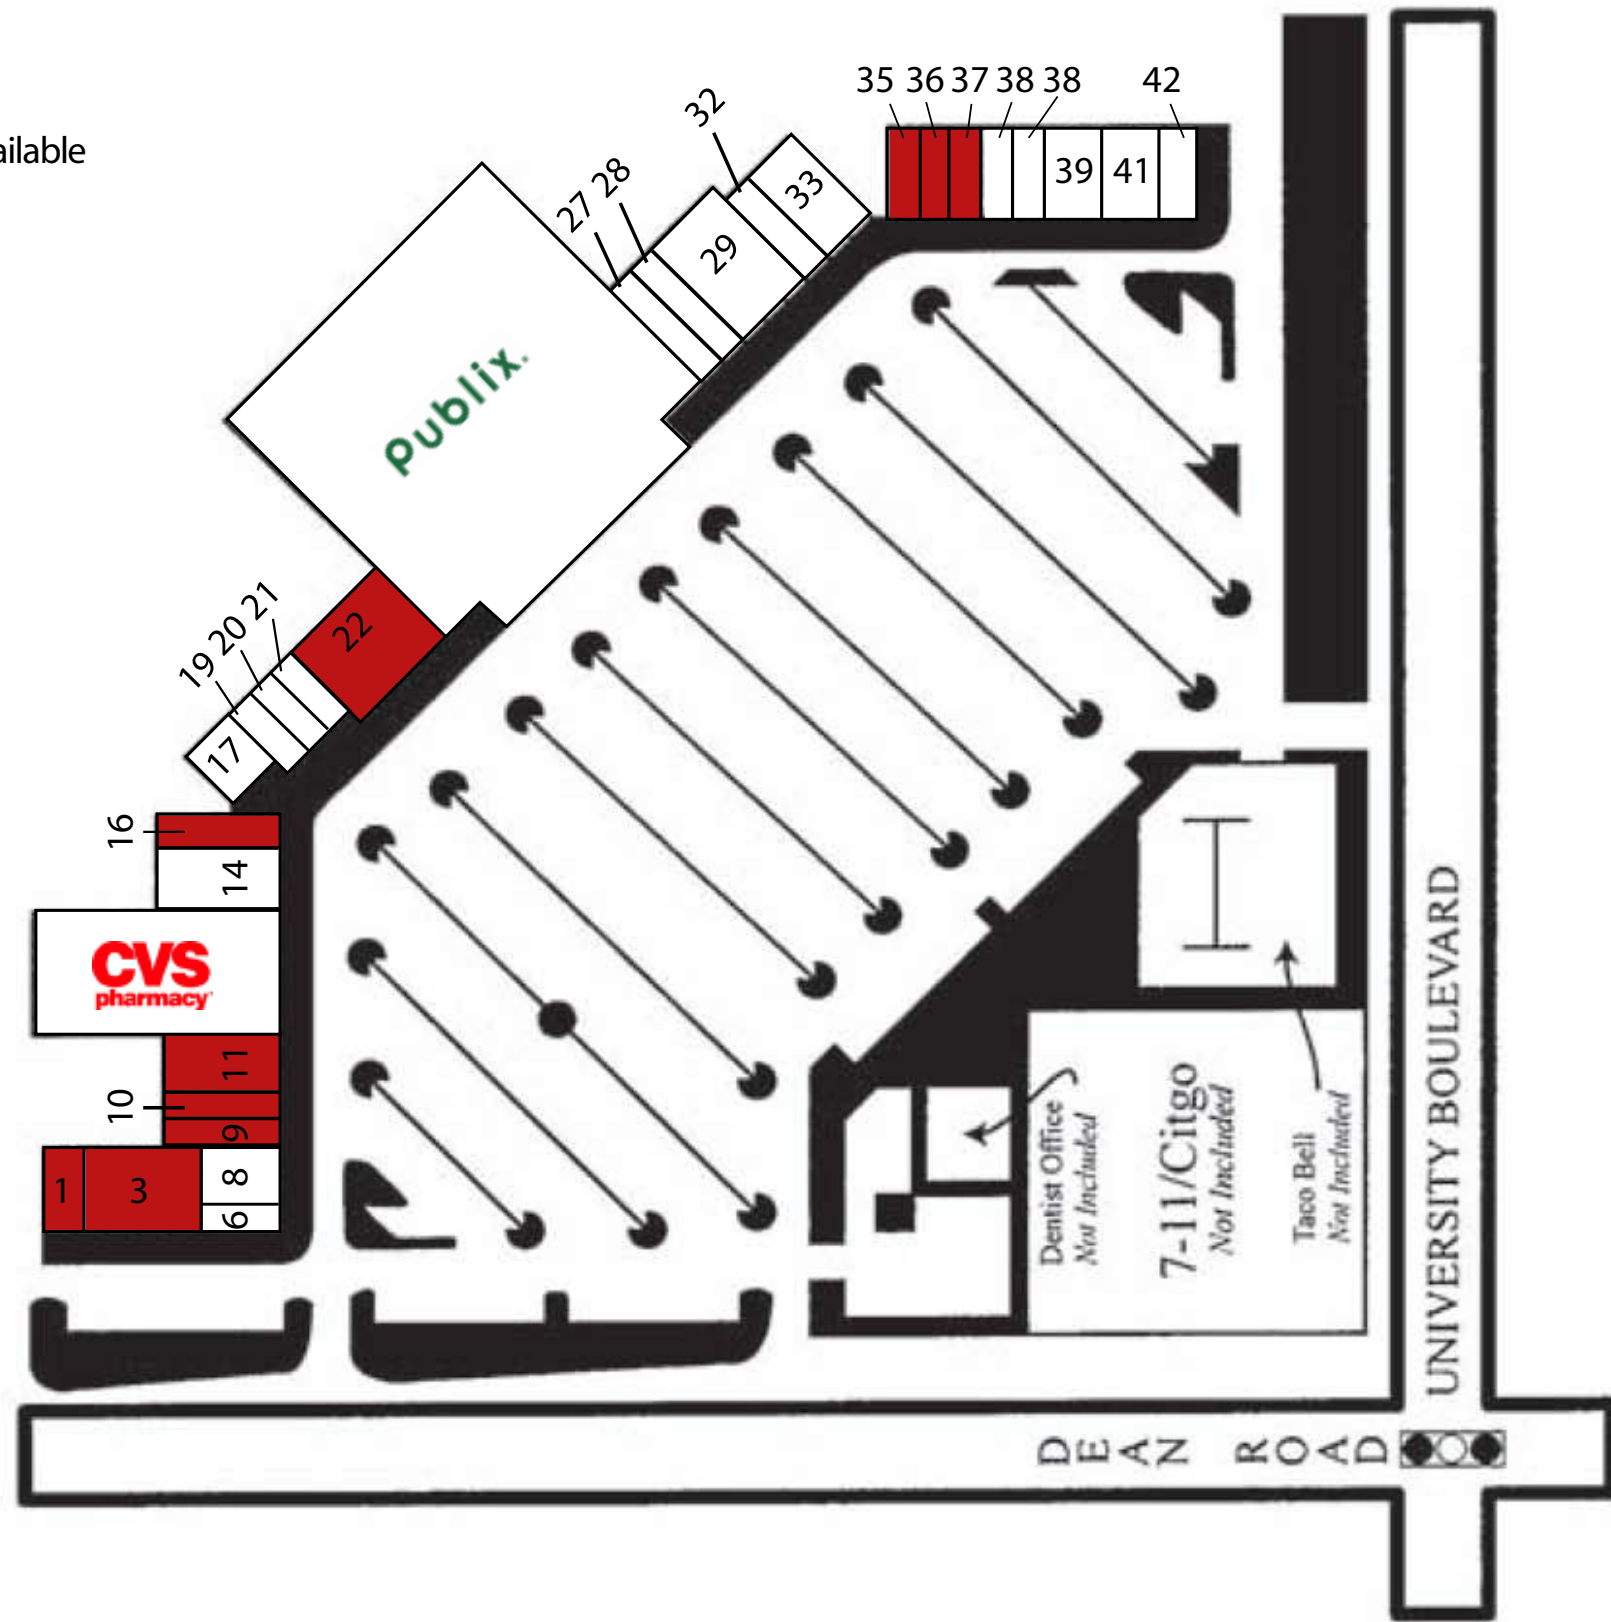 ailable
35 36 37 38 38 42
39 41
32
33
27 28
29
publix.
19 20 21
22
17
16
14
CVS
pharmacy
11
10
9
1 3 8
6
Dentist Office
Not Included
7-11/Citgo
Not Included
Taco Bell
Not Included
UNIVERSITY BOULEVARD
DEAN ROAD